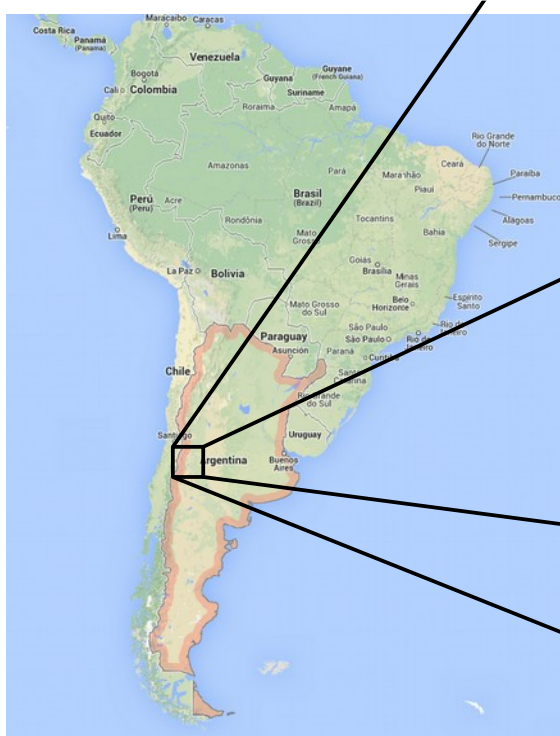 Maracaibo
Caracas
Costa Rica
Panamá
(Panama)
Venezuela
Guyane
(French Guiana)
Guyana
Suriname
Bogotá
Cali
Colombia
Roraima
Amapá
Quito
Ecuador
Rio Grande
do Norte
Amazonas
Pará
Maranhão
Ceará
Paraíba
Piauí
Pernambuco
Perú
(Peru)
Acre
Brasil
(Brazil)
Tocantins
Alagoas
Rondônia
Bahia
Sergipe
Lima
Mato
Grosso
Goiás
Brasília
La Paz
Bolivia
Minas
Gerais
Mato Grosso
do Sul
Belo
Horizonte
Espírito
Santo
São Paulo
São Paulo
Rio de
Janeiro
Rio de
Janeiro
Paraguay
Asunción
Paraná
Curitiba
Santa
Catarina
Chile
Rio Grande
do Sul
Santiago
Uruguay
Argentina
Buenos
Aires